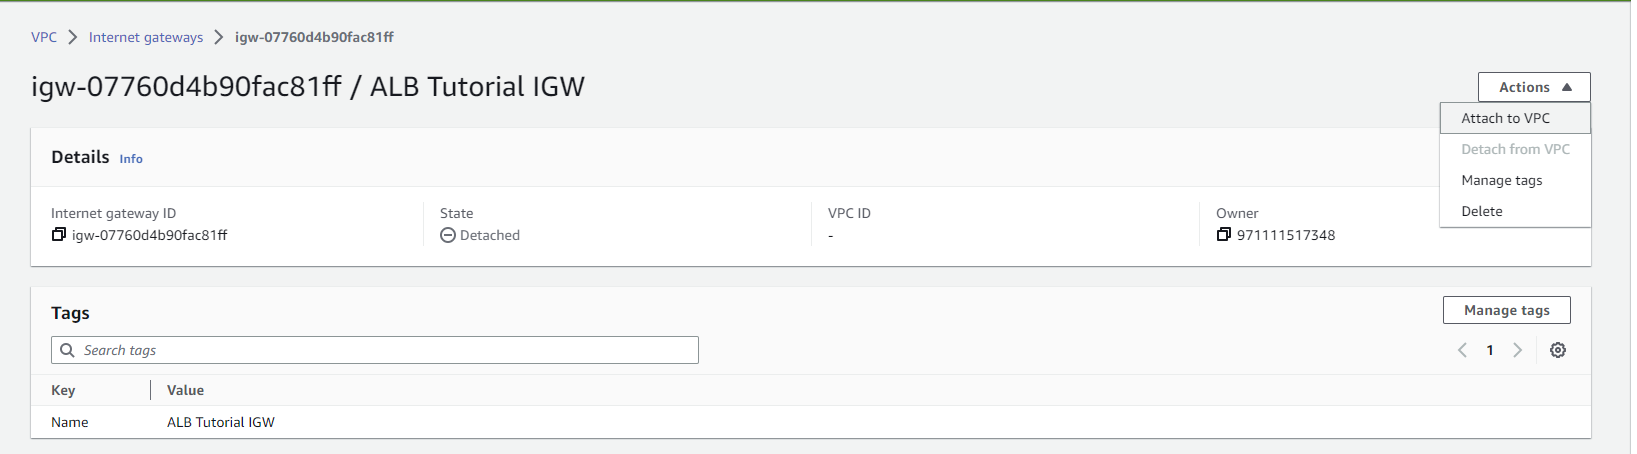 VPC > Internet gateways > igw-07760d4b90fac81ff
igw-07760d4b90fac81ff / ALB Tutorial IGW
Actions
Attach to VPC
Detach from VPC
Manage tags
Delete
Details Info
Internet gateway ID
igw-07760d4b90fac81ff
State
Detached
VPC ID
-
Owner
971111517348
Tags
Manage tags
Search tags
1
Key Value
Name ALB Tutorial IGW